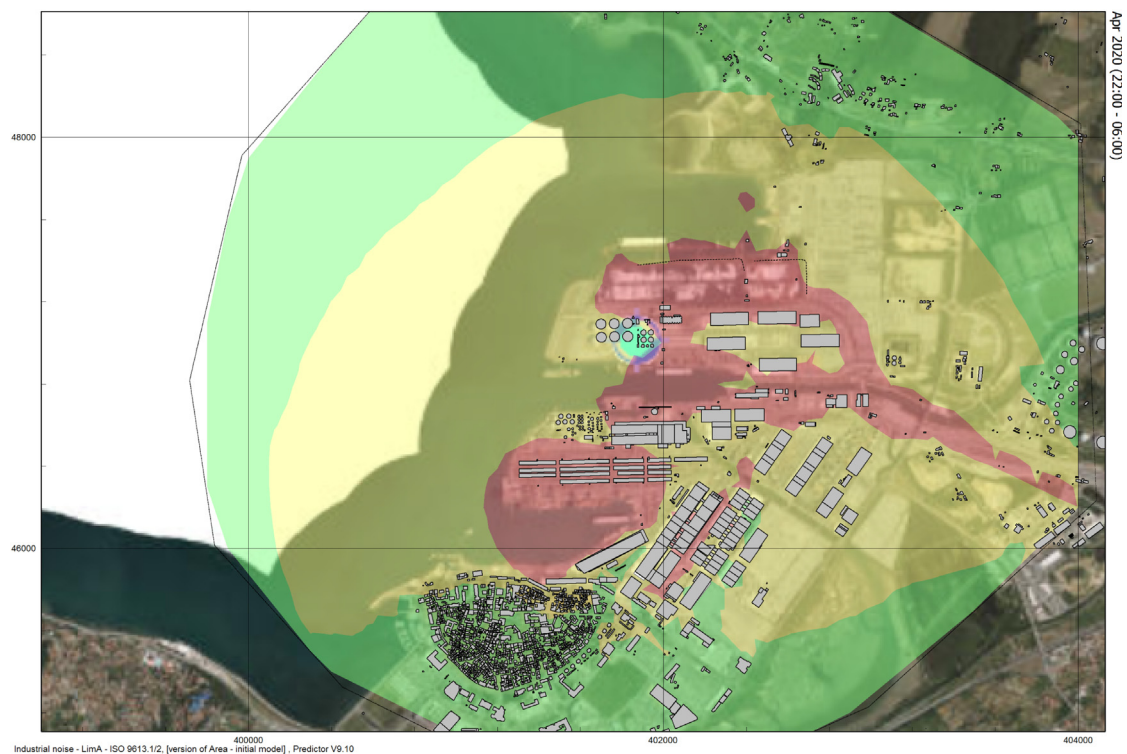 Apr 2020 (22:00 - 06:00)
48000
46000
400000
402000
404000
Industrial noise - LimA - ISO 9613.1/2, [version of Area - initial model] , Predictor V9.10